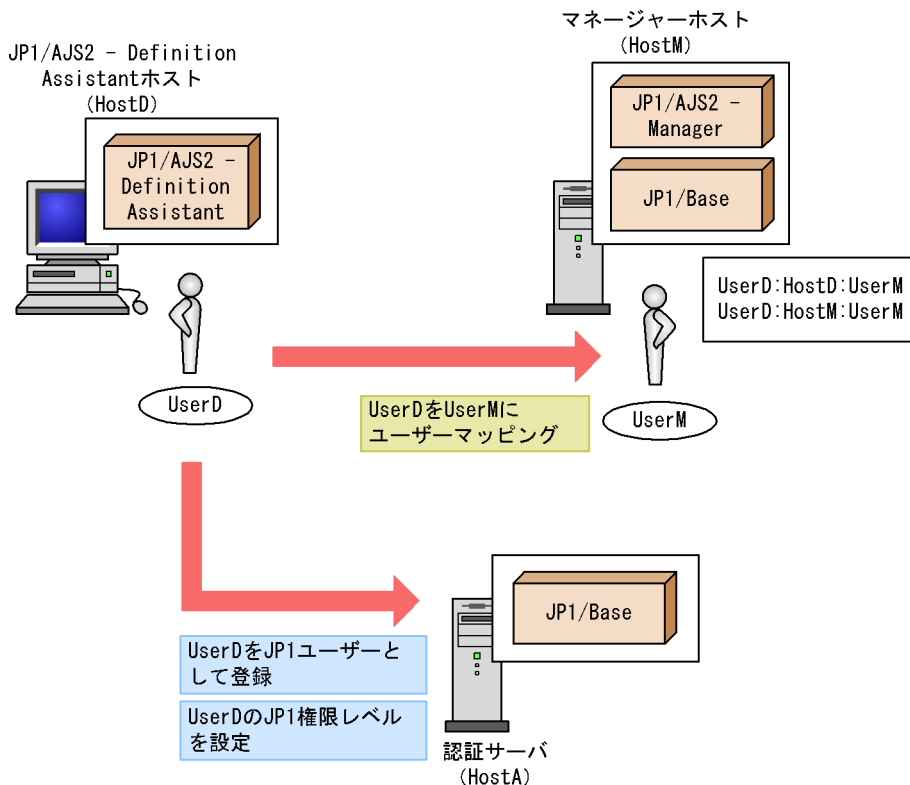 マネージャーホスト
(HostM)
JP1/AJS2 - Definition
Assistantホスト
(HostD)
JP1/AJS2 -
Definition
Assistant
JP1/AJS2 -
Manager
JP1/Base
UserD:HostD:UserM
UserD:HostM:UserM
UserD
UserDをUserMに
ユーザーマッピング
UserM
JP1/Base
UserDをJP1ユーザーと
して登録
UserDのJP1権限レベル
を設定
認証サーバ
(HostA)